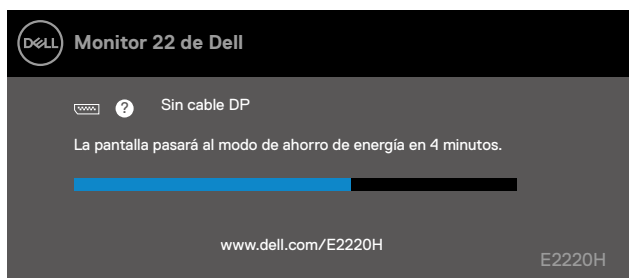 DELL
Monitor 22 de Dell
?
Sin cable DP
La pantalla pasará al modo de ahorro de energía en 4 minutos.
www.dell.com/E2220H
E2220H